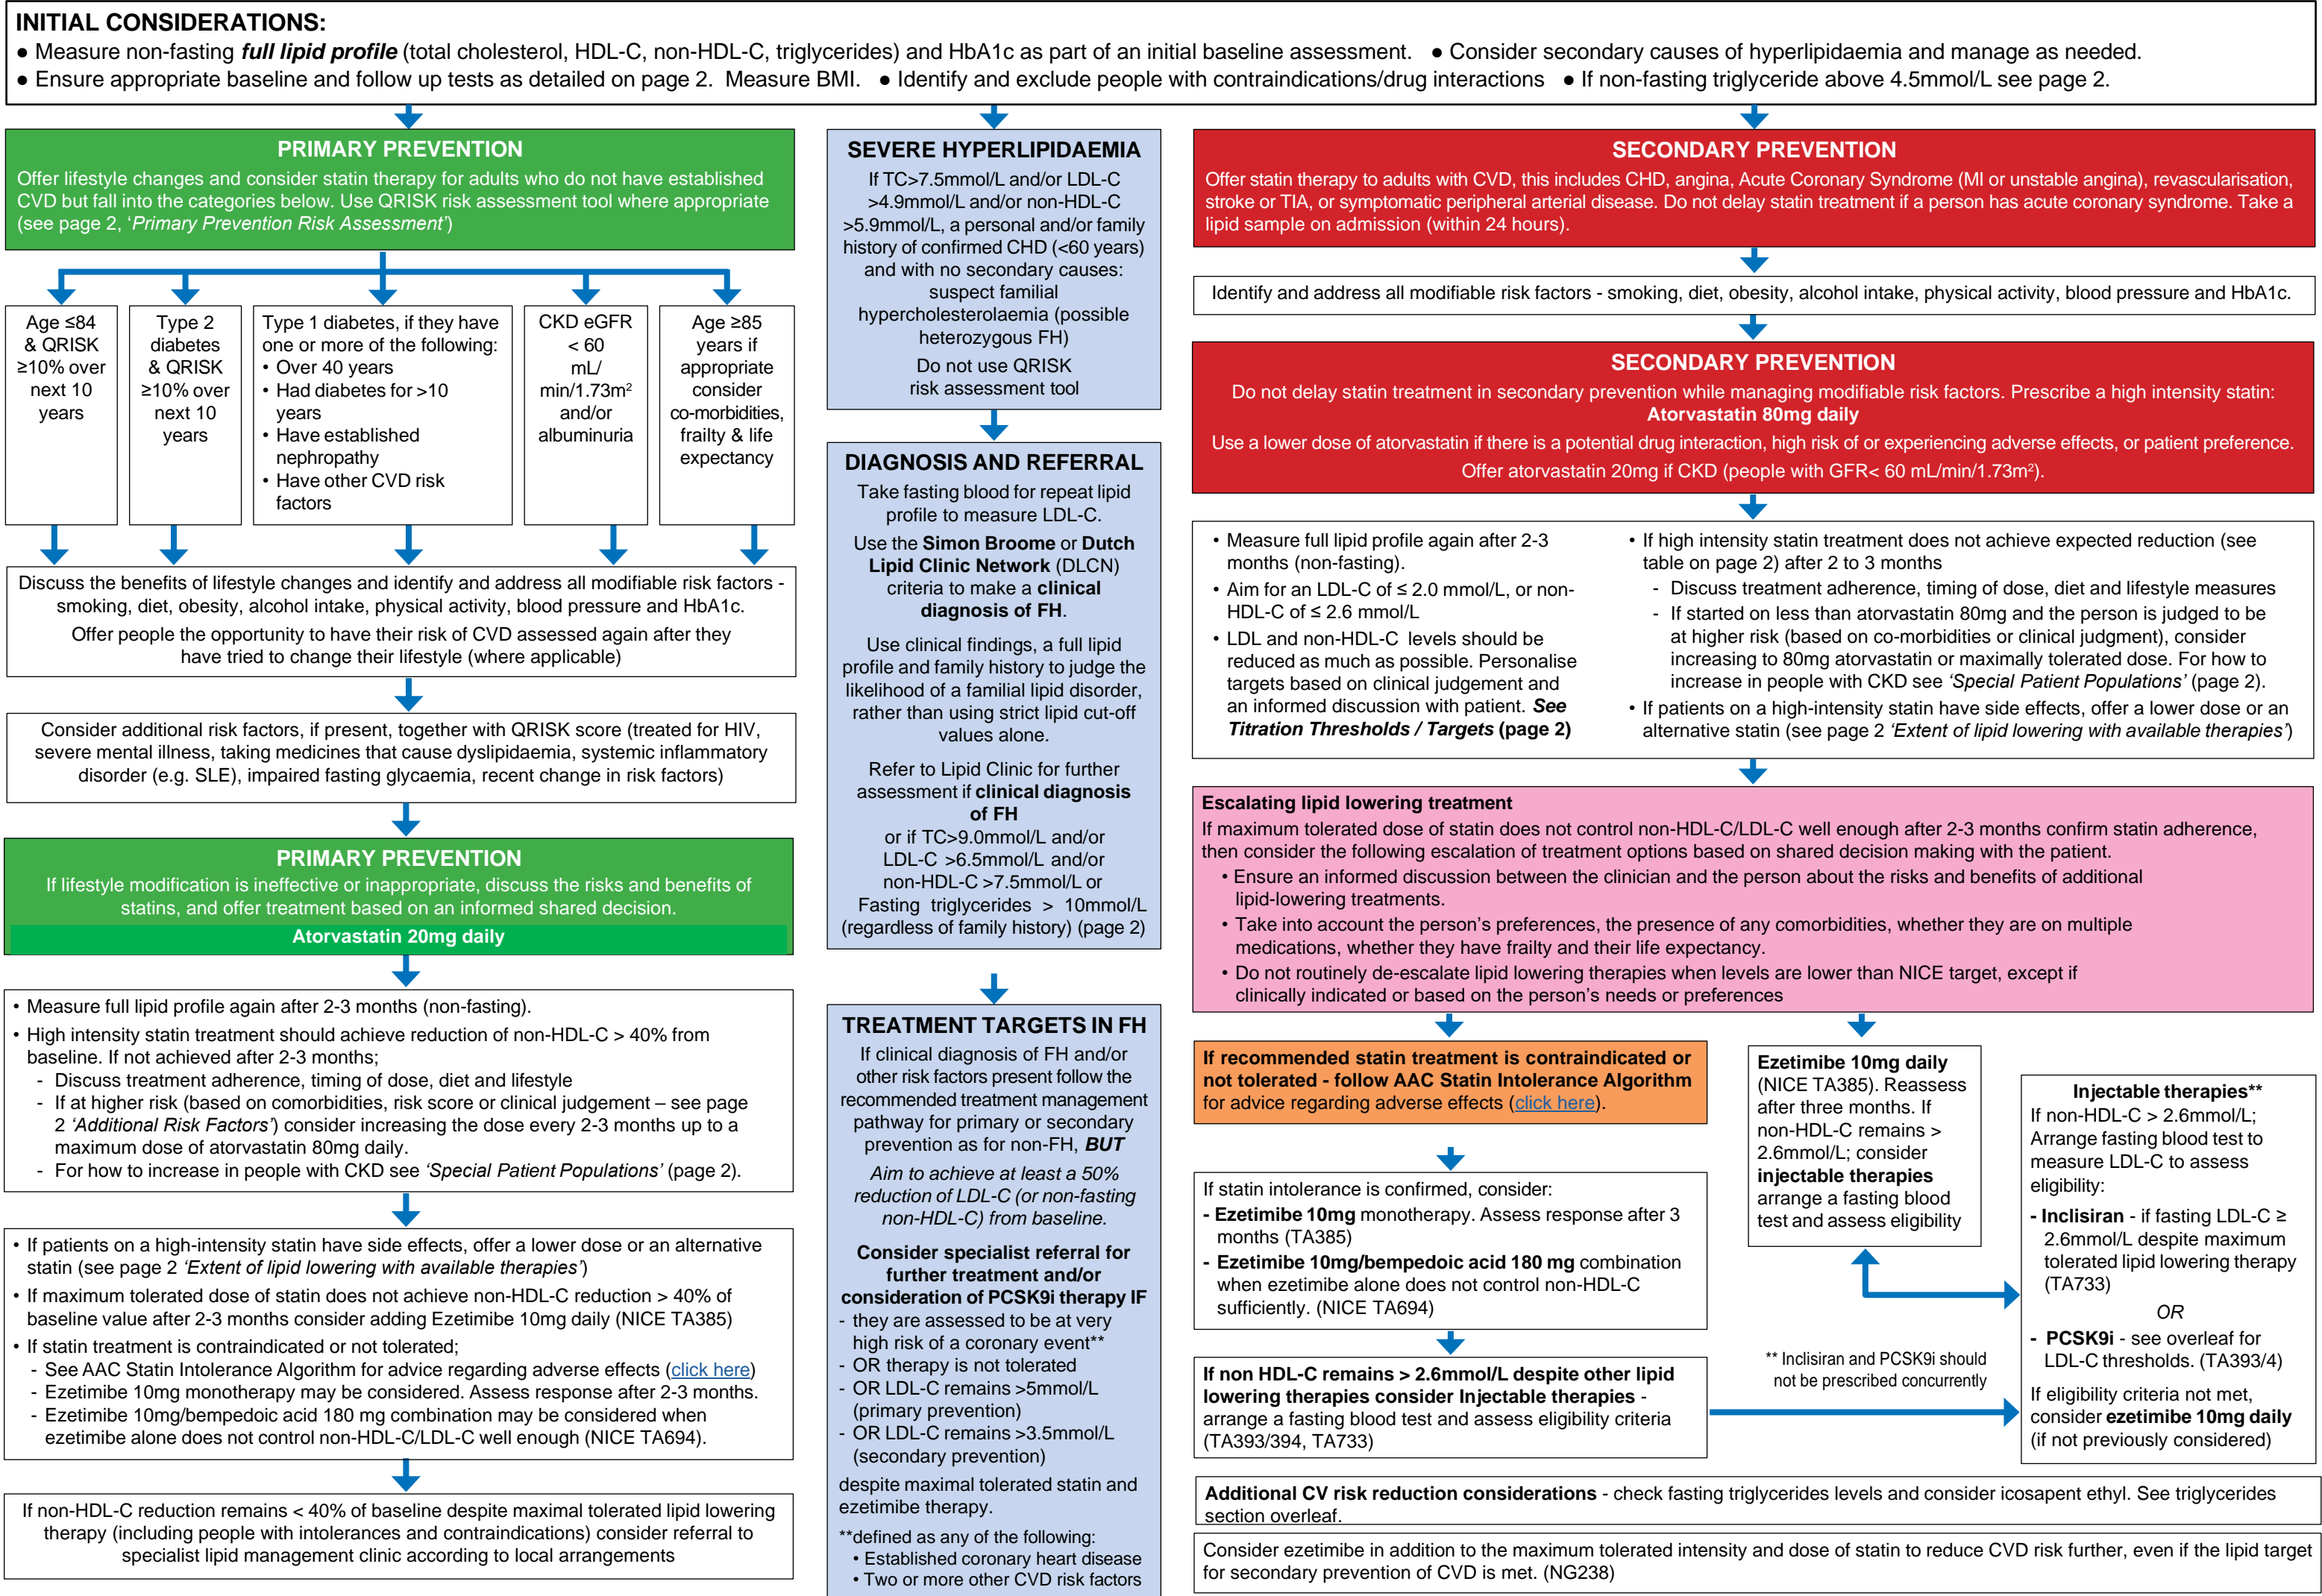 INITIAL CONSIDERATIONS:
● Measure non-fasting full lipid profile (total cholesterol, HDL-C, non-HDL-C, triglycerides) and HbA1c as part of an initial baseline assessment. ● Consider secondary causes of hyperlipidaemia and manage as needed.
● Ensure appropriate baseline and follow up tests as detailed on page 2. Measure BMI. ● Identify and exclude people with contraindications/drug interactions ● If non-fasting triglyceride above 4.5mmol/L see page 2.
PRIMARY PREVENTION
Offer lifestyle changes and consider statin therapy for adults who do not have established
CVD but fall into the categories below. Use QRISK risk assessment tool where appropriate
(see page 2, ‘Primary Prevention Risk Assessment’)
Age ≤84
& QRISK
≥10% over
next 10
years
Type 2
diabetes
& QRISK
≥10% over
next 10
years
Type 1 diabetes, if they have
one or more of the following:
• Over 40 years
• Had diabetes for >10
years
• Have established
nephropathy
• Have other CVD risk
factors
CKD eGFR
< 60
mL/
min/1.73m²
and/or
albuminuria
Age ≥85
years if
appropriate
consider
co-morbidities,
frailty & life
expectancy
Discuss the benefits of lifestyle changes and identify and address all modifiable risk factors -
smoking, diet, obesity, alcohol intake, physical activity, blood pressure and HbA1c.
Offer people the opportunity to have their risk of CVD assessed again after they
have tried to change their lifestyle (where applicable)
Consider additional risk factors, if present, together with QRISK score (treated for HIV,
severe mental illness, taking medicines that cause dyslipidaemia, systemic inflammatory
disorder (e.g. SLE), impaired fasting glycaemia, recent change in risk factors)
PRIMARY PREVENTION
If lifestyle modification is ineffective or inappropriate, discuss the risks and benefits of
statins, and offer treatment based on an informed shared decision.
Atorvastatin 20mg daily
• Measure full lipid profile again after 2-3 months (non-fasting).
• High intensity statin treatment should achieve reduction of non-HDL-C > 40% from
baseline. If not achieved after 2-3 months;
- Discuss treatment adherence, timing of dose, diet and lifestyle
- If at higher risk (based on comorbidities, risk score or clinical judgement – see page
2 ‘Additional Risk Factors’) consider increasing the dose every 2-3 months up to a
maximum dose of atorvastatin 80mg daily.
- For how to increase in people with CKD see ‘Special Patient Populations’ (page 2).
• If patients on a high-intensity statin have side effects, offer a lower dose or an alternative
statin (see page 2 ‘Extent of lipid lowering with available therapies’)
• If maximum tolerated dose of statin does not achieve non-HDL-C reduction > 40% of
baseline value after 2-3 months consider adding Ezetimibe 10mg daily (NICE TA385)
• If statin treatment is contraindicated or not tolerated;
- See AAC Statin Intolerance Algorithm for advice regarding adverse effects (click here)
- Ezetimibe 10mg monotherapy may be considered. Assess response after 2-3 months.
- Ezetimibe 10mg/bempedoic acid 180 mg combination may be considered when
ezetimibe alone does not control non-HDL-C/LDL-C well enough (NICE TA694).
If non-HDL-C reduction remains < 40% of baseline despite maximal tolerated lipid lowering
therapy (including people with intolerances and contraindications) consider referral to
specialist lipid management clinic according to local arrangements
SEVERE HYPERLIPIDAEMIA
If TC>7.5mmol/L and/or LDL-C
>4.9mmol/L and/or non-HDL-C
>5.9mmol/L, a personal and/or family
history of confirmed CHD (<60 years)
and with no secondary causes:
suspect familial
hypercholesterolaemia (possible
heterozygous FH)
Do not use QRISK
risk assessment tool
DIAGNOSIS AND REFERRAL
Take fasting blood for repeat lipid
profile to measure LDL-C.
Use the Simon Broome or Dutch
Lipid Clinic Network (DLCN)
criteria to make a clinical
diagnosis of FH.
Use clinical findings, a full lipid
profile and family history to judge the
likelihood of a familial lipid disorder,
rather than using strict lipid cut-off
values alone.
Refer to Lipid Clinic for further
assessment if clinical diagnosis
of FH
or if TC>9.0mmol/L and/or
LDL-C >6.5mmol/L and/or
non-HDL-C >7.5mmol/L or
Fasting triglycerides > 10mmol/L
(regardless of family history) (page 2)
TREATMENT TARGETS IN FH
If clinical diagnosis of FH and/or
other risk factors present follow the
recommended treatment management
pathway for primary or secondary
prevention as for non-FH, BUT
Aim to achieve at least a 50%
reduction of LDL-C (or non-fasting
non-HDL-C) from baseline.
Consider specialist referral for
further treatment and/or
consideration of PCSK9i therapy IF
- they are assessed to be at very
high risk of a coronary event**
- OR therapy is not tolerated
- OR LDL-C remains >5mmol/L
(primary prevention)
- OR LDL-C remains >3.5mmol/L
(secondary prevention)
despite maximal tolerated statin and
ezetimibe therapy.
**defined as any of the following:
• Established coronary heart disease
• Two or more other CVD risk factors
SECONDARY PREVENTION
Offer statin therapy to adults with CVD, this includes CHD, angina, Acute Coronary Syndrome (MI or unstable angina), revascularisation,
stroke or TIA, or symptomatic peripheral arterial disease. Do not delay statin treatment if a person has acute coronary syndrome. Take a
lipid sample on admission (within 24 hours).
Identify and address all modifiable risk factors - smoking, diet, obesity, alcohol intake, physical activity, blood pressure and HbA1c.
SECONDARY PREVENTION
Do not delay statin treatment in secondary prevention while managing modifiable risk factors. Prescribe a high intensity statin:
Atorvastatin 80mg daily
Use a lower dose of atorvastatin if there is a potential drug interaction, high risk of or experiencing adverse effects, or patient preference.
Offer atorvastatin 20mg if CKD (people with GFR< 60 mL/min/1.73m²).
• Measure full lipid profile again after 2-3
months (non-fasting).
• Aim for an LDL-C of ≤ 2.0 mmol/L, or non-
HDL-C of ≤ 2.6 mmol/L
• LDL and non-HDL-C levels should be
reduced as much as possible. Personalise
targets based on clinical judgement and
an informed discussion with patient. See
Titration Thresholds / Targets (page 2)
• If high intensity statin treatment does not achieve expected reduction (see
table on page 2) after 2 to 3 months
- Discuss treatment adherence, timing of dose, diet and lifestyle measures
- If started on less than atorvastatin 80mg and the person is judged to be
at higher risk (based on co-morbidities or clinical judgment), consider
increasing to 80mg atorvastatin or maximally tolerated dose. For how to
increase in people with CKD see ‘Special Patient Populations’ (page 2).
• If patients on a high-intensity statin have side effects, offer a lower dose or an
alternative statin (see page 2 ‘Extent of lipid lowering with available therapies’)
Escalating lipid lowering treatment
If maximum tolerated dose of statin does not control non-HDL-C/LDL-C well enough after 2-3 months confirm statin adherence,
then consider the following escalation of treatment options based on shared decision making with the patient.
• Ensure an informed discussion between the clinician and the person about the risks and benefits of additional
lipid-lowering treatments.
• Take into account the person’s preferences, the presence of any comorbidities, whether they are on multiple
medications, whether they have frailty and their life expectancy.
• Do not routinely de-escalate lipid lowering therapies when levels are lower than NICE target, except if
clinically indicated or based on the person’s needs or preferences
If recommended statin treatment is contraindicated or
not tolerated - follow AAC Statin Intolerance Algorithm
for advice regarding adverse effects (click here).
If statin intolerance is confirmed, consider:
- Ezetimibe 10mg monotherapy. Assess response after 3
months (TA385)
- Ezetimibe 10mg/bempedoic acid 180 mg combination
when ezetimibe alone does not control non-HDL-C
sufficiently. (NICE TA694)
If non HDL-C remains > 2.6mmol/L despite other lipid
lowering therapies consider Injectable therapies -
arrange a fasting blood test and assess eligibility criteria
(TA393/394, TA733)
Ezetimibe 10mg daily
(NICE TA385). Reassess
after three months. If
non-HDL-C remains >
2.6mmol/L; consider
injectable therapies
arrange a fasting blood
test and assess eligibility
** Inclisiran and PCSK9i should
not be prescribed concurrently
Injectable therapies**
If non-HDL-C > 2.6mmol/L;
Arrange fasting blood test to
measure LDL-C to assess
eligibility:
- Inclisiran - if fasting LDL-C ≥
2.6mmol/L despite maximum
tolerated lipid lowering therapy
(TA733)
OR
- PCSK9i - see overleaf for
LDL-C thresholds. (TA393/4)
If eligibility criteria not met,
consider ezetimibe 10mg daily
(if not previously considered)
Additional CV risk reduction considerations - check fasting triglycerides levels and consider icosapent ethyl. See triglycerides
section overleaf.
Consider ezetimibe in addition to the maximum tolerated intensity and dose of statin to reduce CVD risk further, even if the lipid target
for secondary prevention of CVD is met. (NG238)